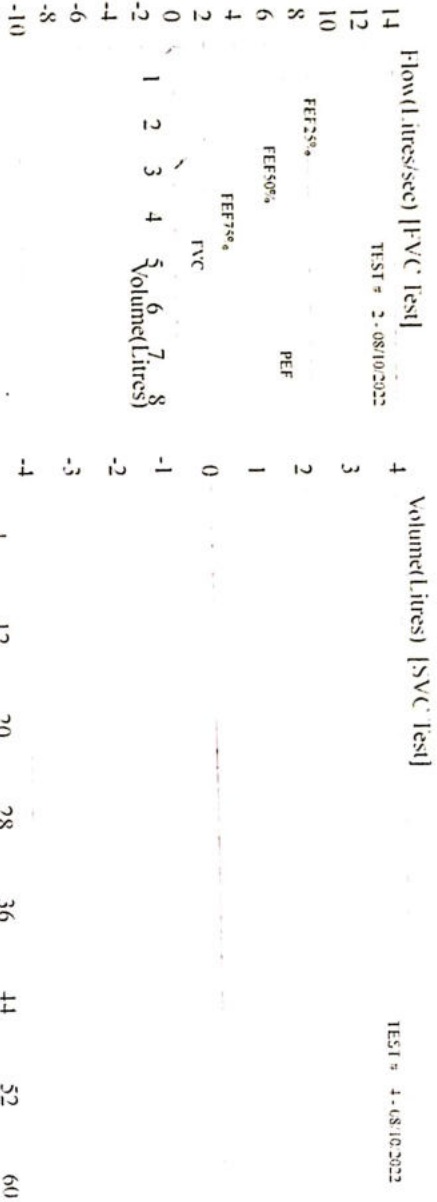 Flow(Litres/sec) [FVC Test]
TEST # 2 - 08/10/2022
14
12
10
8
6
4
2
0
-2
-4
-6
-8
-10
FEF25%
FEF50%
FEF75%
FVC
PEF
1 2 3 4 5 6 7 8
Volume(Litres)
Volume(Litres) [SVC Test]
TEST # 4 - 08/10/2022
4
3
2
1
0
-1
-2
-3
-4
12 20 28 36 44 52 60